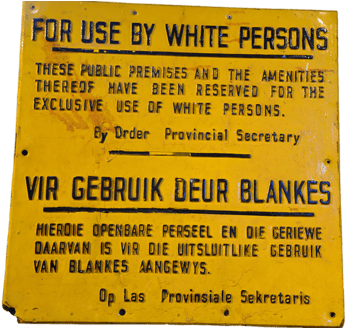 FOR USE BY WHITE PERSONS
THESE PUBLIC PREMISES AND THE AMENITIES
THEREOF HAVE BEEN RESERVED FOR THE
EXCLUSIVE USE OF WHITE PERSONS.
By Order Provincial Secretary
VIR GEBRUIK DEUR BLANKES
HIERDIE OPENBARE PERSEEL EN DIE GERIEWE
DAARVAN IS VIR DIE UITSLUITLIKE GEBRUIK
VAN BLANKES AANGEWYS.
Op Las Provinsiale Sekretaris